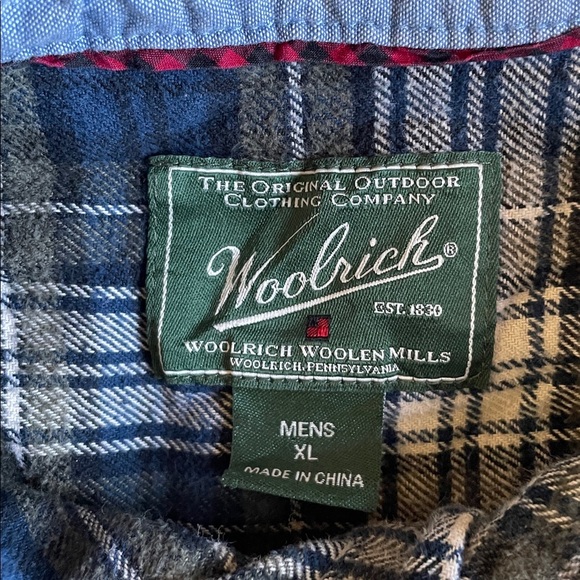 The Original Outdoor
Clothing Company
Woolrich®
EST. 1830
Woolrich Woolen Mills
Woolrich, Pennsylvania
MENS
XL
MADE IN CHINA